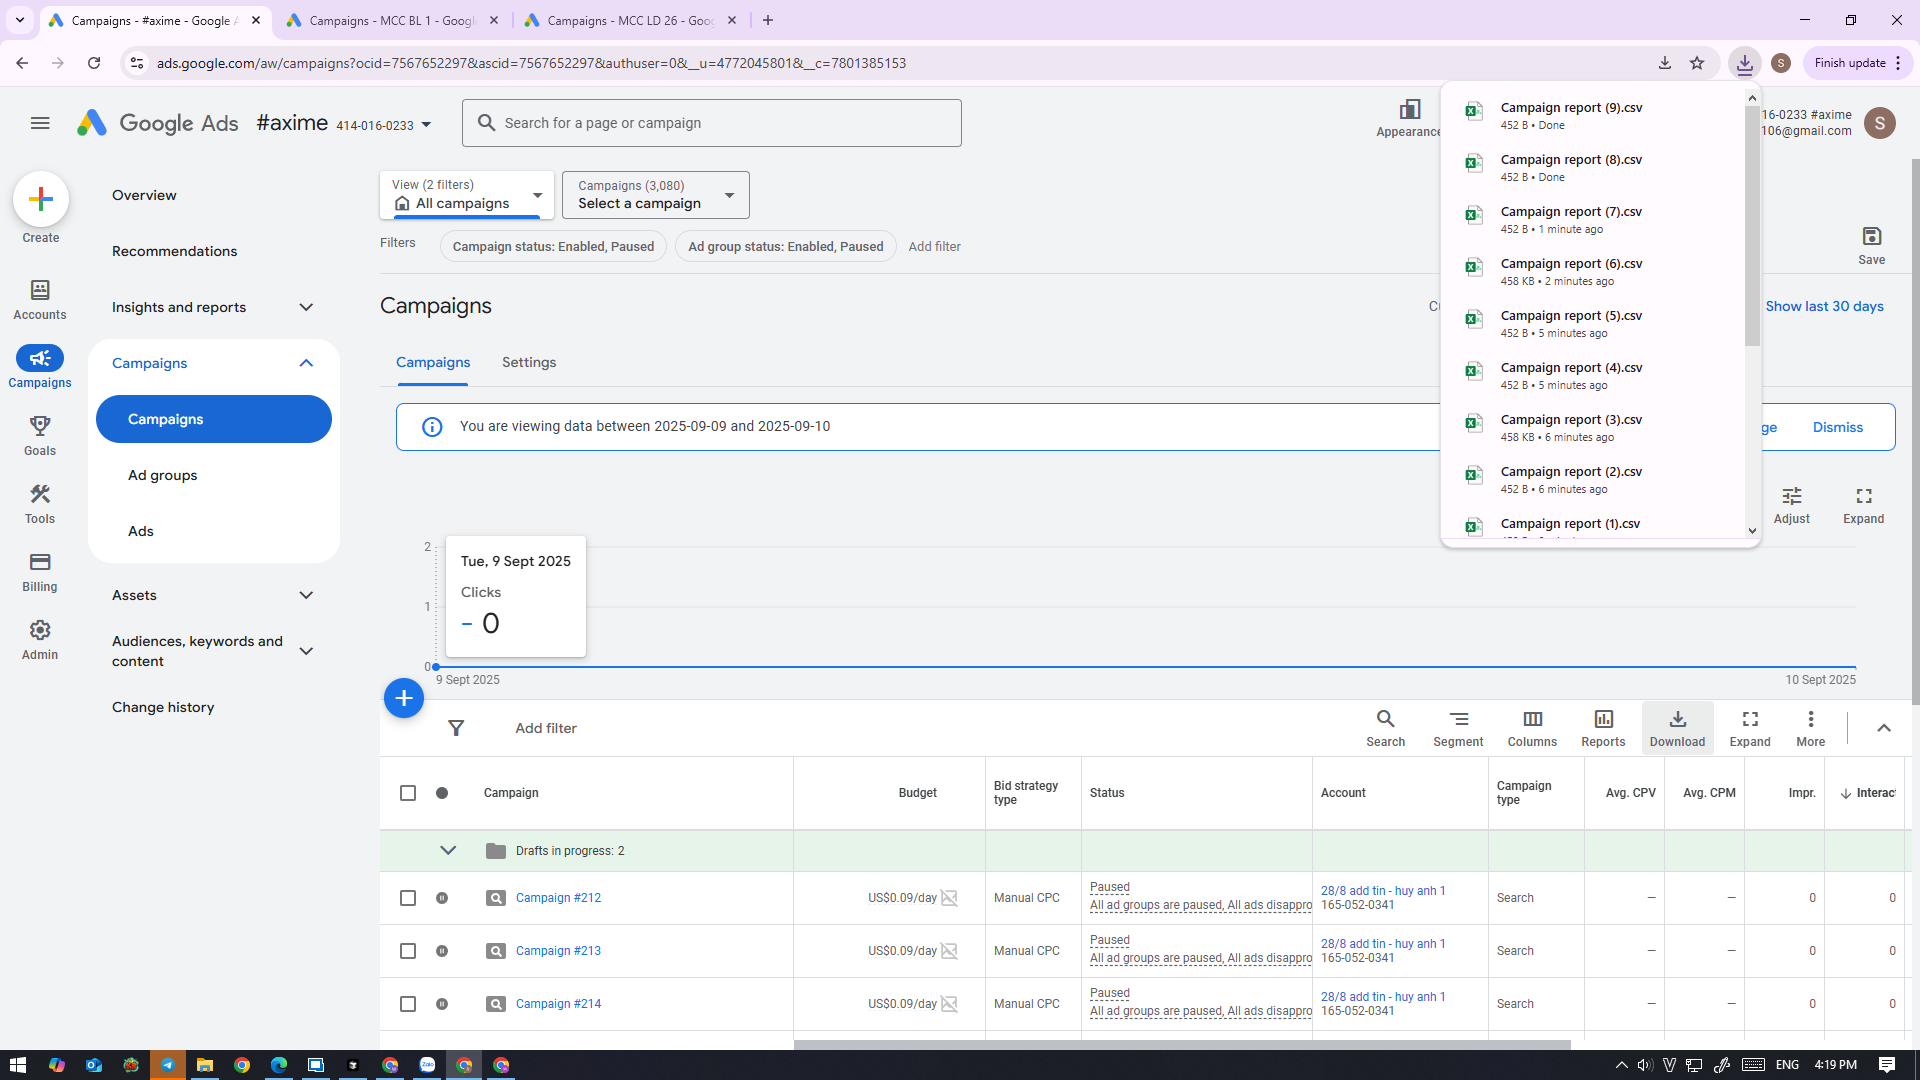 Campaigns - #axime - Google A
Campaigns - MCC BL 1 - Googl
Campaigns - MCC LD 26 - Goo
ads.google.com/aw/campaigns?ocid=7567652297&ascid=7567652297&authuser=0&__u=4772045801&__c=7801385153
S
Finish update
Google Ads
#axime 414-016-0233
Search for a page or campaign
Appearance
16-0233 #axime
106@gmail.com
S
Campaign report (9).csv
452 B • Done
Campaign report (8).csv
452 B • Done
Campaign report (7).csv
452 B • 1 minute ago
Campaign report (6).csv
458 KB • 2 minutes ago
Campaign report (5).csv
452 B • 5 minutes ago
Campaign report (4).csv
452 B • 5 minutes ago
Campaign report (3).csv
458 KB • 6 minutes ago
Campaign report (2).csv
452 B • 6 minutes ago
Campaign report (1).csv
Create
Accounts
Campaigns
Goals
Tools
Billing
Admin
Overview
Recommendations
Insights and reports
Campaigns
Campaigns
Ad groups
Ads
Assets
Audiences, keywords and
content
Change history
View (2 filters)
All campaigns
Campaigns (3,080)
Select a campaign
Filters
Campaign status: Enabled, Paused
Ad group status: Enabled, Paused
Add filter
Save
Campaigns
Show last 30 days
Campaigns
Settings
You are viewing data between 2025-09-09 and 2025-09-10
ge
Dismiss
Adjust
Expand
2
1
0
Tue, 9 Sept 2025
Clicks
0
9 Sept 2025
10 Sept 2025
Add filter
Search
Segment
Columns
Reports
Download
Expand
More
Campaign
Budget
Bid strategy
type
Status
Account
Campaign
type
Avg. CPV
Avg. CPM
Impr.
Interac
Drafts in progress: 2
Campaign #212
US$0.09/day
Manual CPC
Paused
All ad groups are paused, All ads disappro
28/8 add tin - huy anh 1
165-052-0341
Search
—
—
0
0
Campaign #213
US$0.09/day
Manual CPC
Paused
All ad groups are paused, All ads disappro
28/8 add tin - huy anh 1
165-052-0341
Search
—
—
0
0
Campaign #214
US$0.09/day
Manual CPC
Paused
All ad groups are paused, All ads disappro
28/8 add tin - huy anh 1
165-052-0341
Search
—
—
0
0
Zalo
ENG
4:19 PM